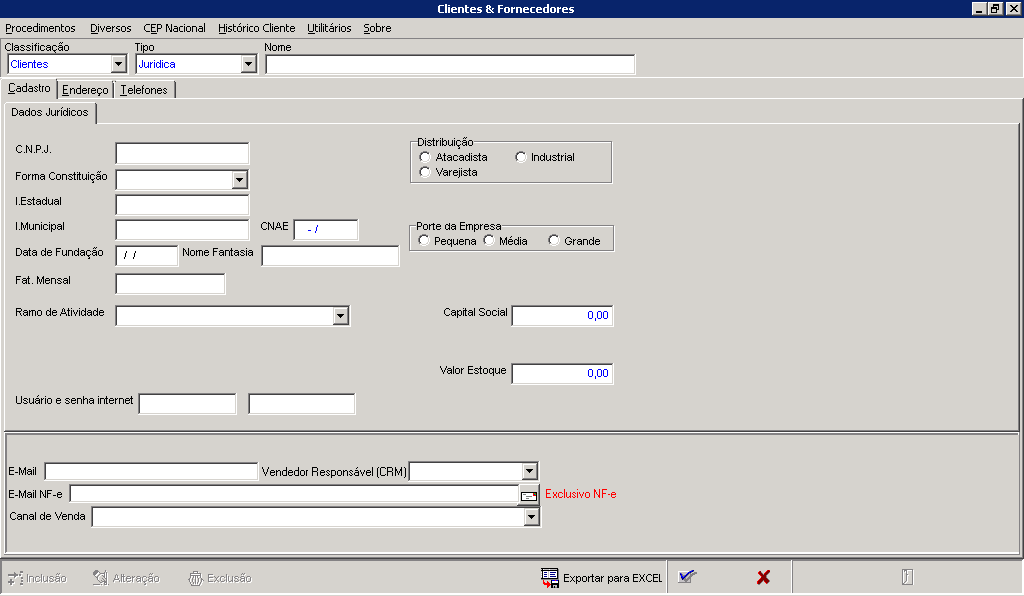 Clientes & Fornecedores
Procedimentos Diversos CEP Nacional Histórico Cliente Utilitários Sobre
Classificação Tipo Nome
Clientes Juridica
Cadastro Endereço Telefones
Dados Jurídicos
C.N.P.J. Distribuição
Atacadista Industrial
Varejista
Forma Constituição
I.Estadual
I.Municipal CNAE - / Porte da Empresa
Pequena Média Grande
Data de Fundação / / Nome Fantasia
Fat. Mensal
Ramo de Atividade Capital Social 0,00
Valor Estoque 0,00
Usuário e senha internet
E-Mail Vendedor Responsável (CRM)
E-Mail NF-e Exclusivo NF-e
Canal de Venda
Inclusão Alteração Exclusão Exportar para EXCEL